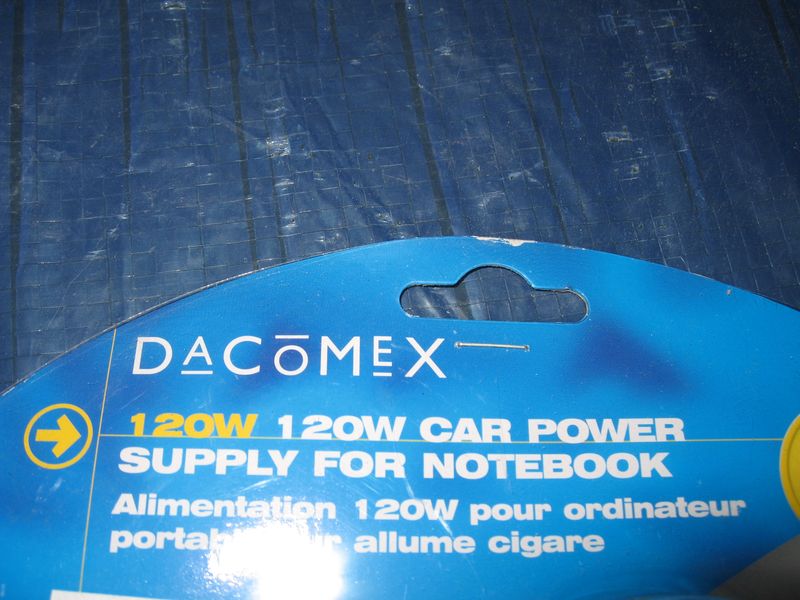 DACOMEX
120W 120W CAR POWER
SUPPLY FOR NOTEBOOK
Alimentation 120W pour ordinateur
allume cigare